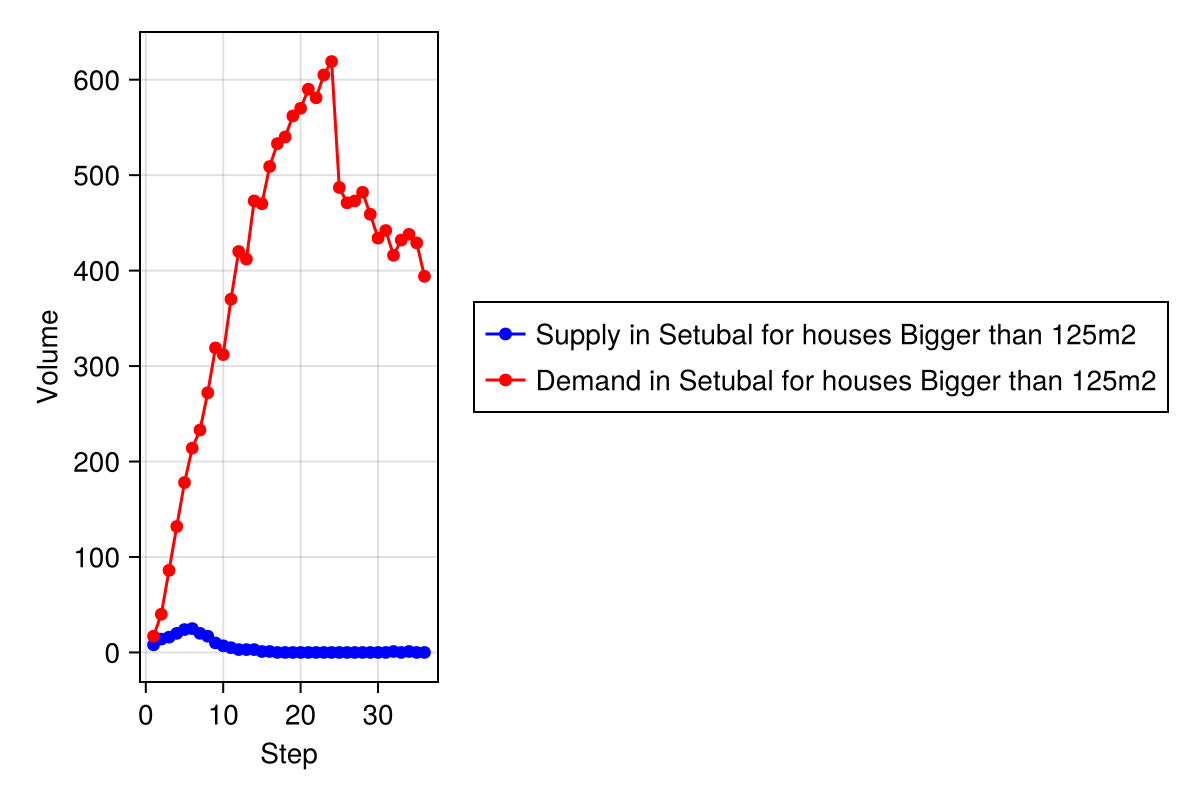 600
500
400
300
200
100
0
Volume
0 10 20 30
Step
Supply in Setubal for houses Bigger than 125m2
Demand in Setubal for houses Bigger than 125m2